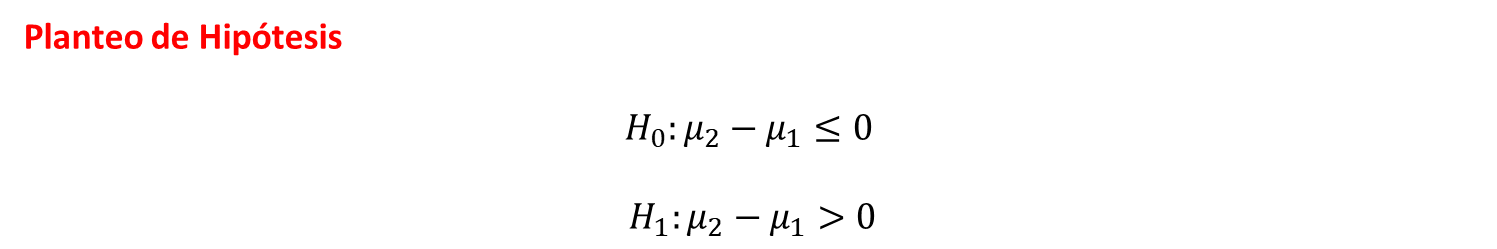 Planteo de Hipótesis
H₀: μ₂ − μ₁ ≤ 0
H₁: μ₂ − μ₁ > 0